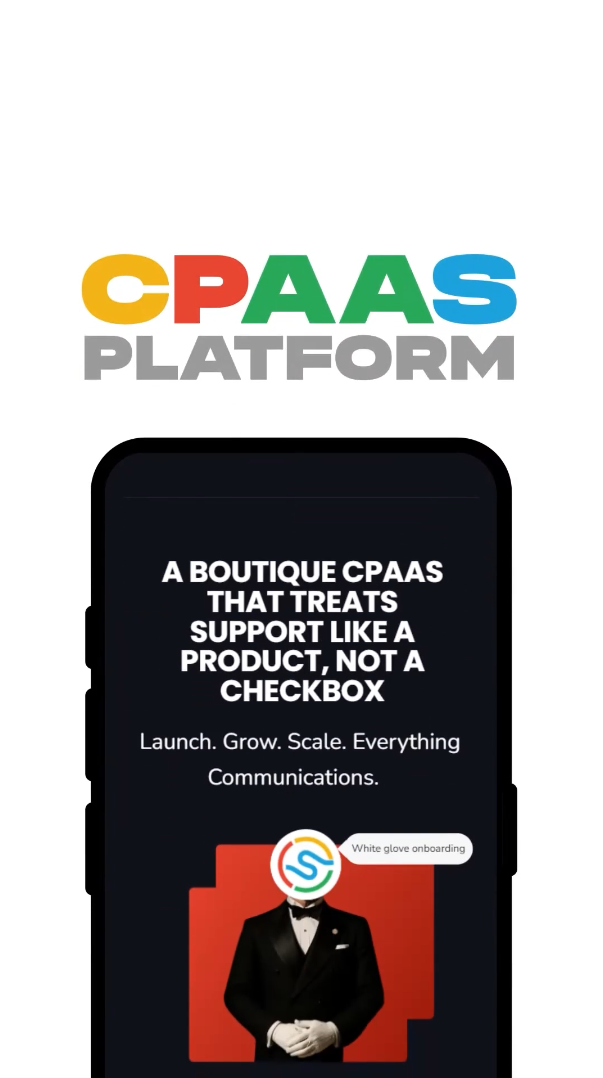 CPAAS
PLATFORM
A BOUTIQUE CPAAS
THAT TREATS
SUPPORT LIKE A
PRODUCT, NOT A
CHECKBOX
Launch. Grow. Scale. Everything
Communications.
White glove onboarding